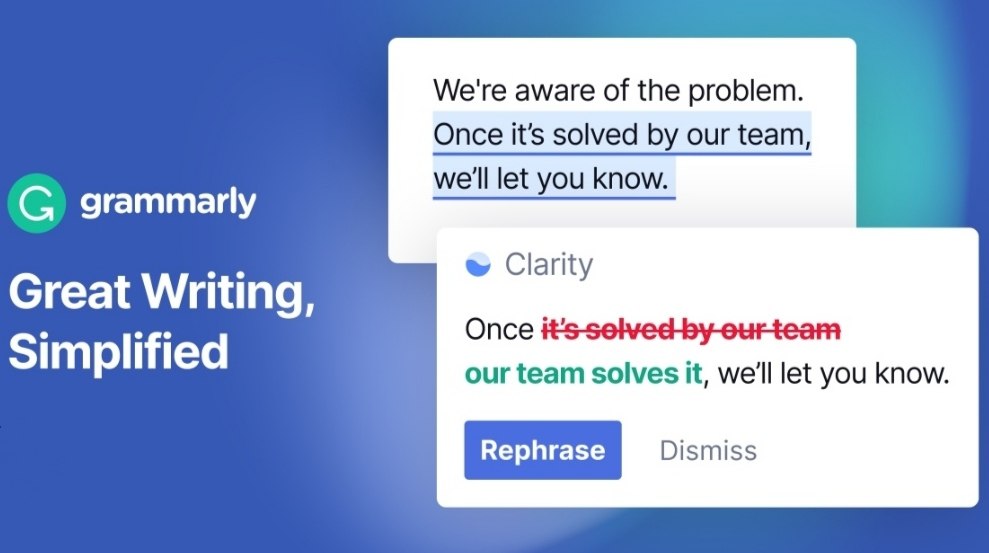 grammarly
Great Writing,
Simplified
We're aware of the problem.
Once it’s solved by our team,
we’ll let you know.
Clarity
Once it’s solved by our team
our team solves it, we’ll let you know.
Rephrase
Dismiss